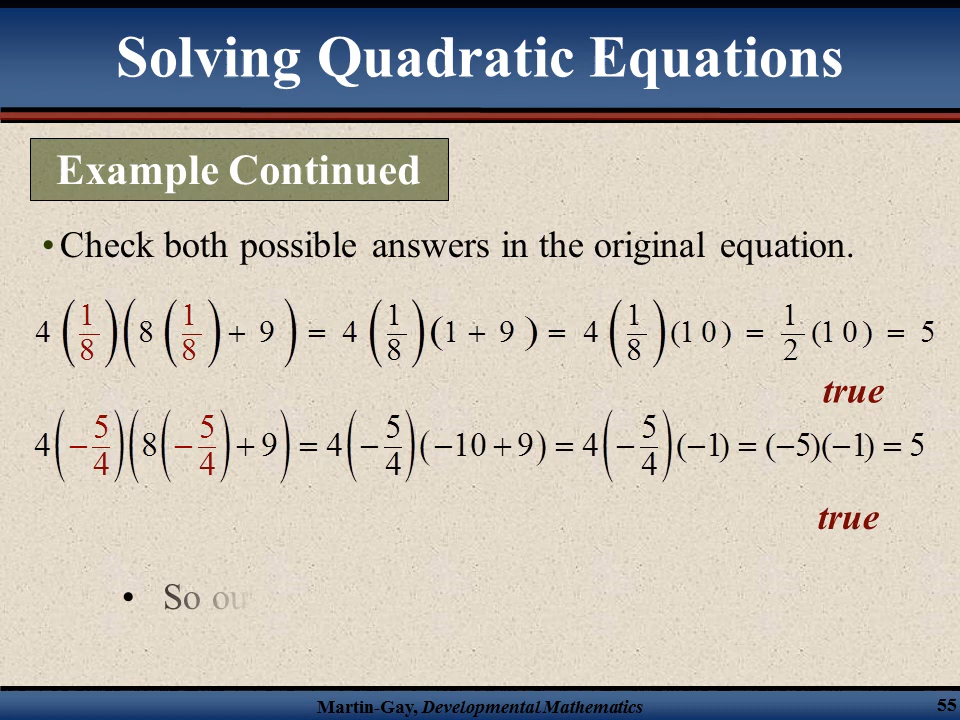 Solving Quadratic Equations
Example Continued
• Check both possible answers in the original equation.
4(1/8)(8(1/8) + 9) = 4(1/8)(1 + 9) = 4(1/8)(10) = 1/2(10) = 5
true
4(−5/4)(8(−5/4) + 9) = 4(−5/4)(−10 + 9) = 4(−5/4)(−1) = (−5)(−1) = 5
true
• So ou
Martin-Gay, Developmental Mathematics 55